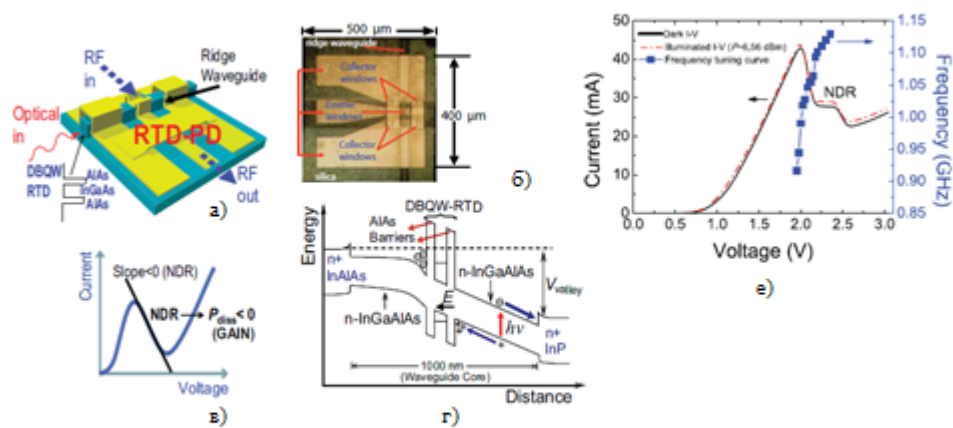 RF
in
Ridge
Waveguide
Optical
in
RTD-PD
DBQW
RTD
AlAs
InGaAs
AlAs
RF
out
а)
500 µm
ridge-waveguide
Collector
windows
Emitter
windows
Collector
windows
silica
400 µm
б)
Current
Slope<0 (NDR)
NDR
Pdiss<0
(GAIN)
Voltage
в)
Energy
DBQW-RTD
AlAs
Barriers
n+
InAlAs
n-InGaAlAs
n-InGaAlAs
E
hν
Vvalley
n+
InP
1000 nm
(Waveguide Core)
Distance
г)
50
40
30
20
10
0
Current (mA)
Dark I-V
Illuminated I-V (P~6,56 dBm)
Frequency tuning curve
NDR
1.15
1.10
1.05
1.00
0.95
0.90
0.85
Frequency (GHz)
0.0 0.5 1.0 1.5 2.0 2.5 3.0
Voltage (V)
е)